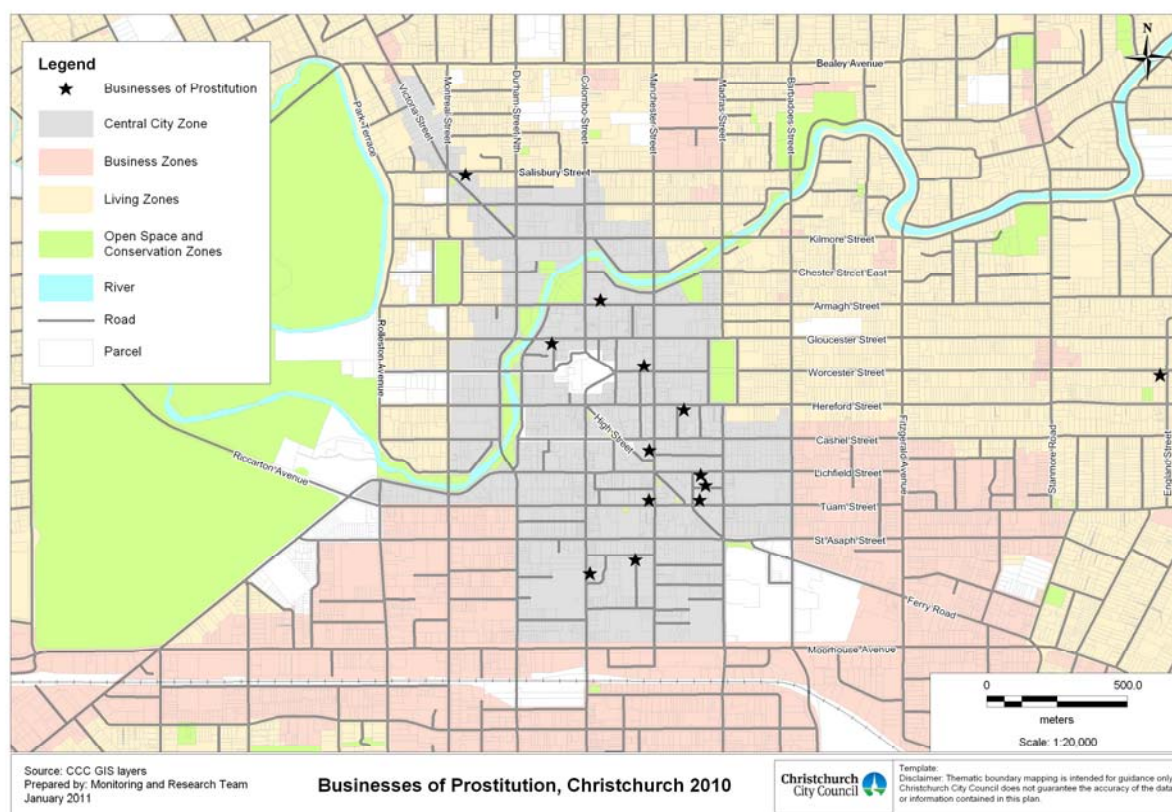 Legend
Businesses of Prostitution
Central City Zone
Business Zones
Living Zones
Open Space and
Conservation Zones
River
Road
Parcel
N
Bealey Avenue
Park Terrace
Victoria Street
Montreal Street
Durham Street Nth
Colombo Street
Manchester Street
Madras Street
Barbadoes Street
Salisbury Street
Kilmore Street
Chester Street East
Armagh Street
Gloucester Street
Rolleston Avenue
Worcester Street
Hereford Street
High Street
Cashel Street
Riccarton Avenue
Lichfield Street
Tuam Street
St Asaph Street
Fitzgerald Avenue
Stanmore Road
England Street
Ferry Road
Moorhouse Avenue
0 500.0
meters
Scale: 1:20,000
Source: CCC GIS layers
Prepared by: Monitoring and Research Team
January 2011
Businesses of Prostitution, Christchurch 2010
Christchurch
City Council
Template:
Disclaimer: Thematic boundary mapping is intended for guidance only.
Christchurch City Council does not guarantee the accuracy of the data
or information contained in this plan.